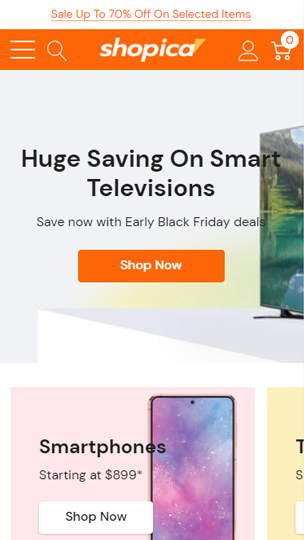 Sale Up To 70% Off On Selected Items
shopica
0
Huge Saving On Smart
Televisions
Save now with Early Black Friday deals
Shop Now
Smartphones
Starting at $899*
Shop Now
T
S